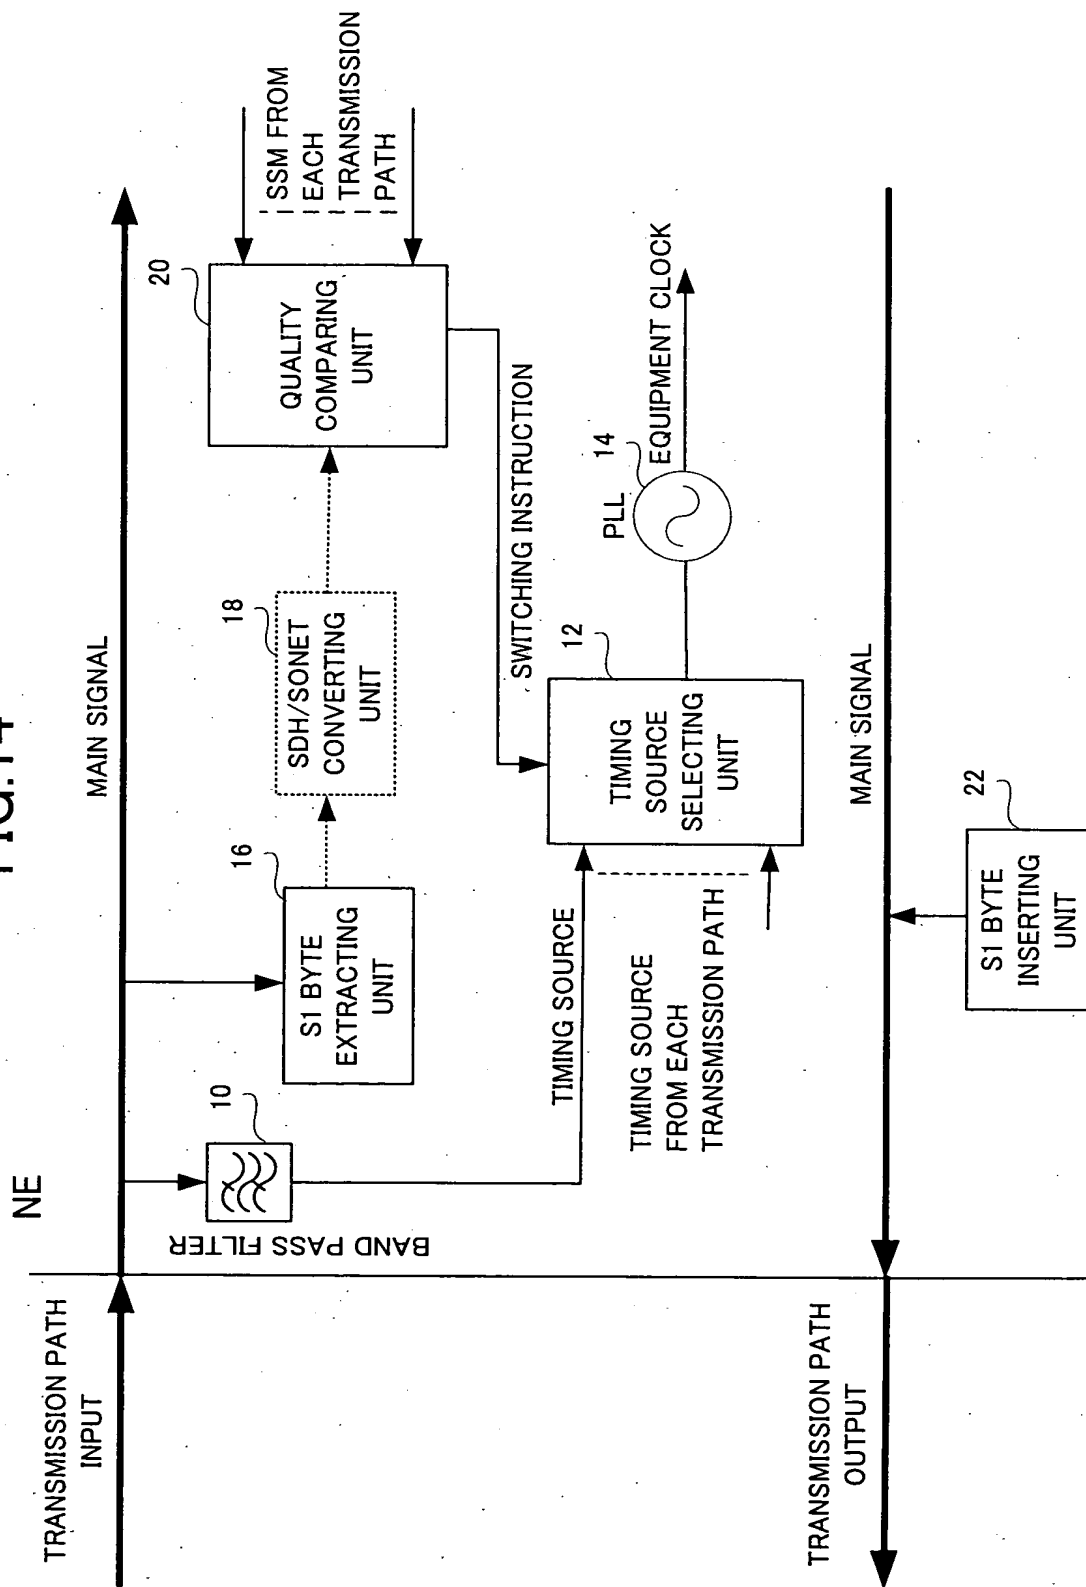 FIG.14
NE
TRANSMISSION PATH
INPUT
MAIN SIGNAL
BAND PASS FILTER
10
16
S1 BYTE
EXTRACTING
UNIT
18
SDH/SONET
CONVERTING
UNIT
20
QUALITY
COMPARING
UNIT
SSM FROM
EACH
TRANSMISSION
PATH
SWITCHING INSTRUCTION
TIMING SOURCE
TIMING SOURCE
FROM EACH
TRANSMISSION PATH
12
TIMING
SOURCE
SELECTING
UNIT
PLL
14
EQUIPMENT CLOCK
TRANSMISSION PATH
OUTPUT
MAIN SIGNAL
22
S1 BYTE
INSERTING
UNIT